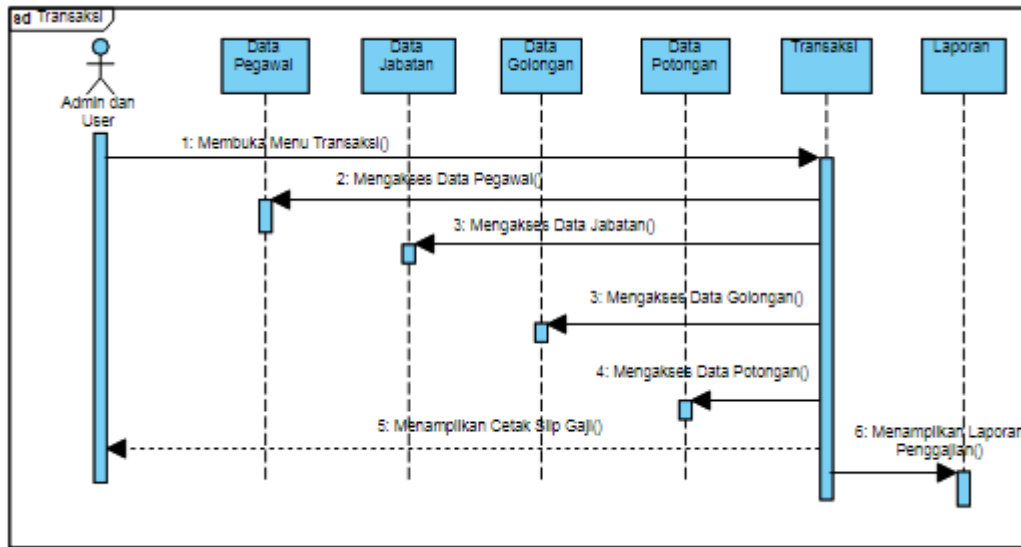 sd Transaksi
Data
Pegawai
Data
Jabatan
Data
Golongan
Data
Potongan
Transaksi
Laporan
Admin dan
User
1: Membuka Menu Transaksi()
2: Mengakses Data Pegawai()
3: Mengakses Data Jabatan()
3: Mengakses Data Golongan()
4: Mengakses Data Potongan()
5: Menampilkan Cetak Slip Gaji()
6: Menampilkan Laporan
Penggajian()